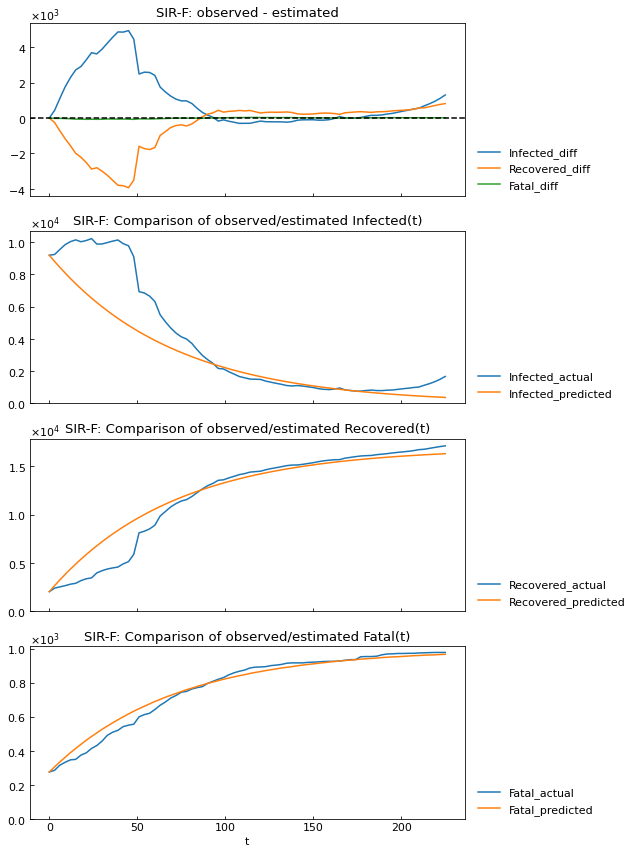 SIR-F: observed - estimated
×10³
4
2
0
−2
−4
Infected_diff
Recovered_diff
Fatal_diff
SIR-F: Comparison of observed/estimated Infected(t)
×10⁴
1.0
0.8
0.6
0.4
0.2
0.0
Infected_actual
Infected_predicted
SIR-F: Comparison of observed/estimated Recovered(t)
×10⁴
1.5
1.0
0.5
0.0
Recovered_actual
Recovered_predicted
SIR-F: Comparison of observed/estimated Fatal(t)
×10³
1.0
0.8
0.6
0.4
0.2
0.0
Fatal_actual
Fatal_predicted
0 50 100 150 200
t